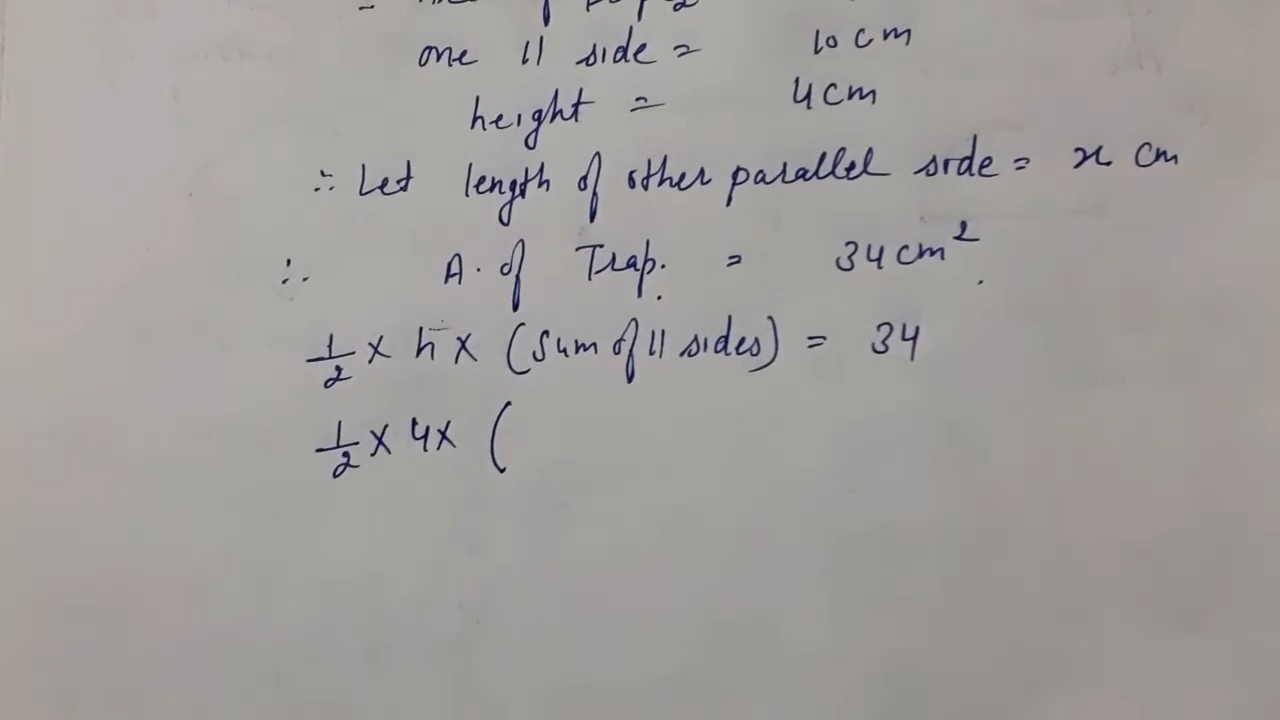 one || side = 10 cm
height = 4 cm
∴ Let length of other parallel side = x cm
∴ A. of Trap. = 34 cm²
1/2 × h × (Sum of || sides) = 34
1/2 × 4 × (